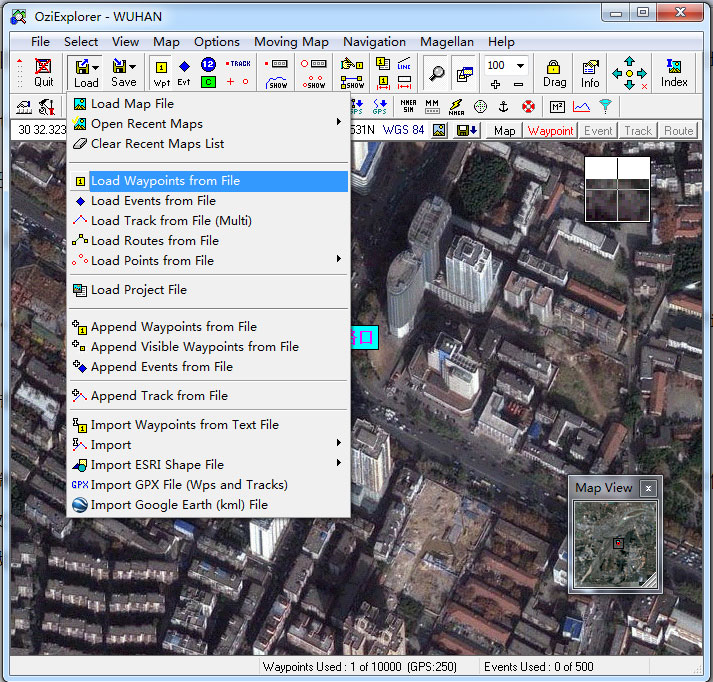 OziExplorer - WUHAN
File Select View Map Options Moving Map Navigation Magellan Help
Quit Load Save Wpt Evt 12 C TRACK SHOW SHOW SHOW LINE 100 Drag Info Index
NMEA SIM MM NMEA M2
30 32.323 531N WGS 84 Map Waypoint Event Track Route
Load Map File
Open Recent Maps
Clear Recent Maps List
Load Waypoints from File
Load Events from File
Load Track from File (Multi)
Load Routes from File
Load Points from File
Load Project File
Append Waypoints from File
Append Visible Waypoints from File
Append Events from File
Append Track from File
Import Waypoints from Text File
Import
Import ESRI Shape File
GPX Import GPX File (Wps and Tracks)
Import Google Earth (kml) File
口
Map View
Waypoints Used : 1 of 10000 (GPS:250) Events Used : 0 of 500